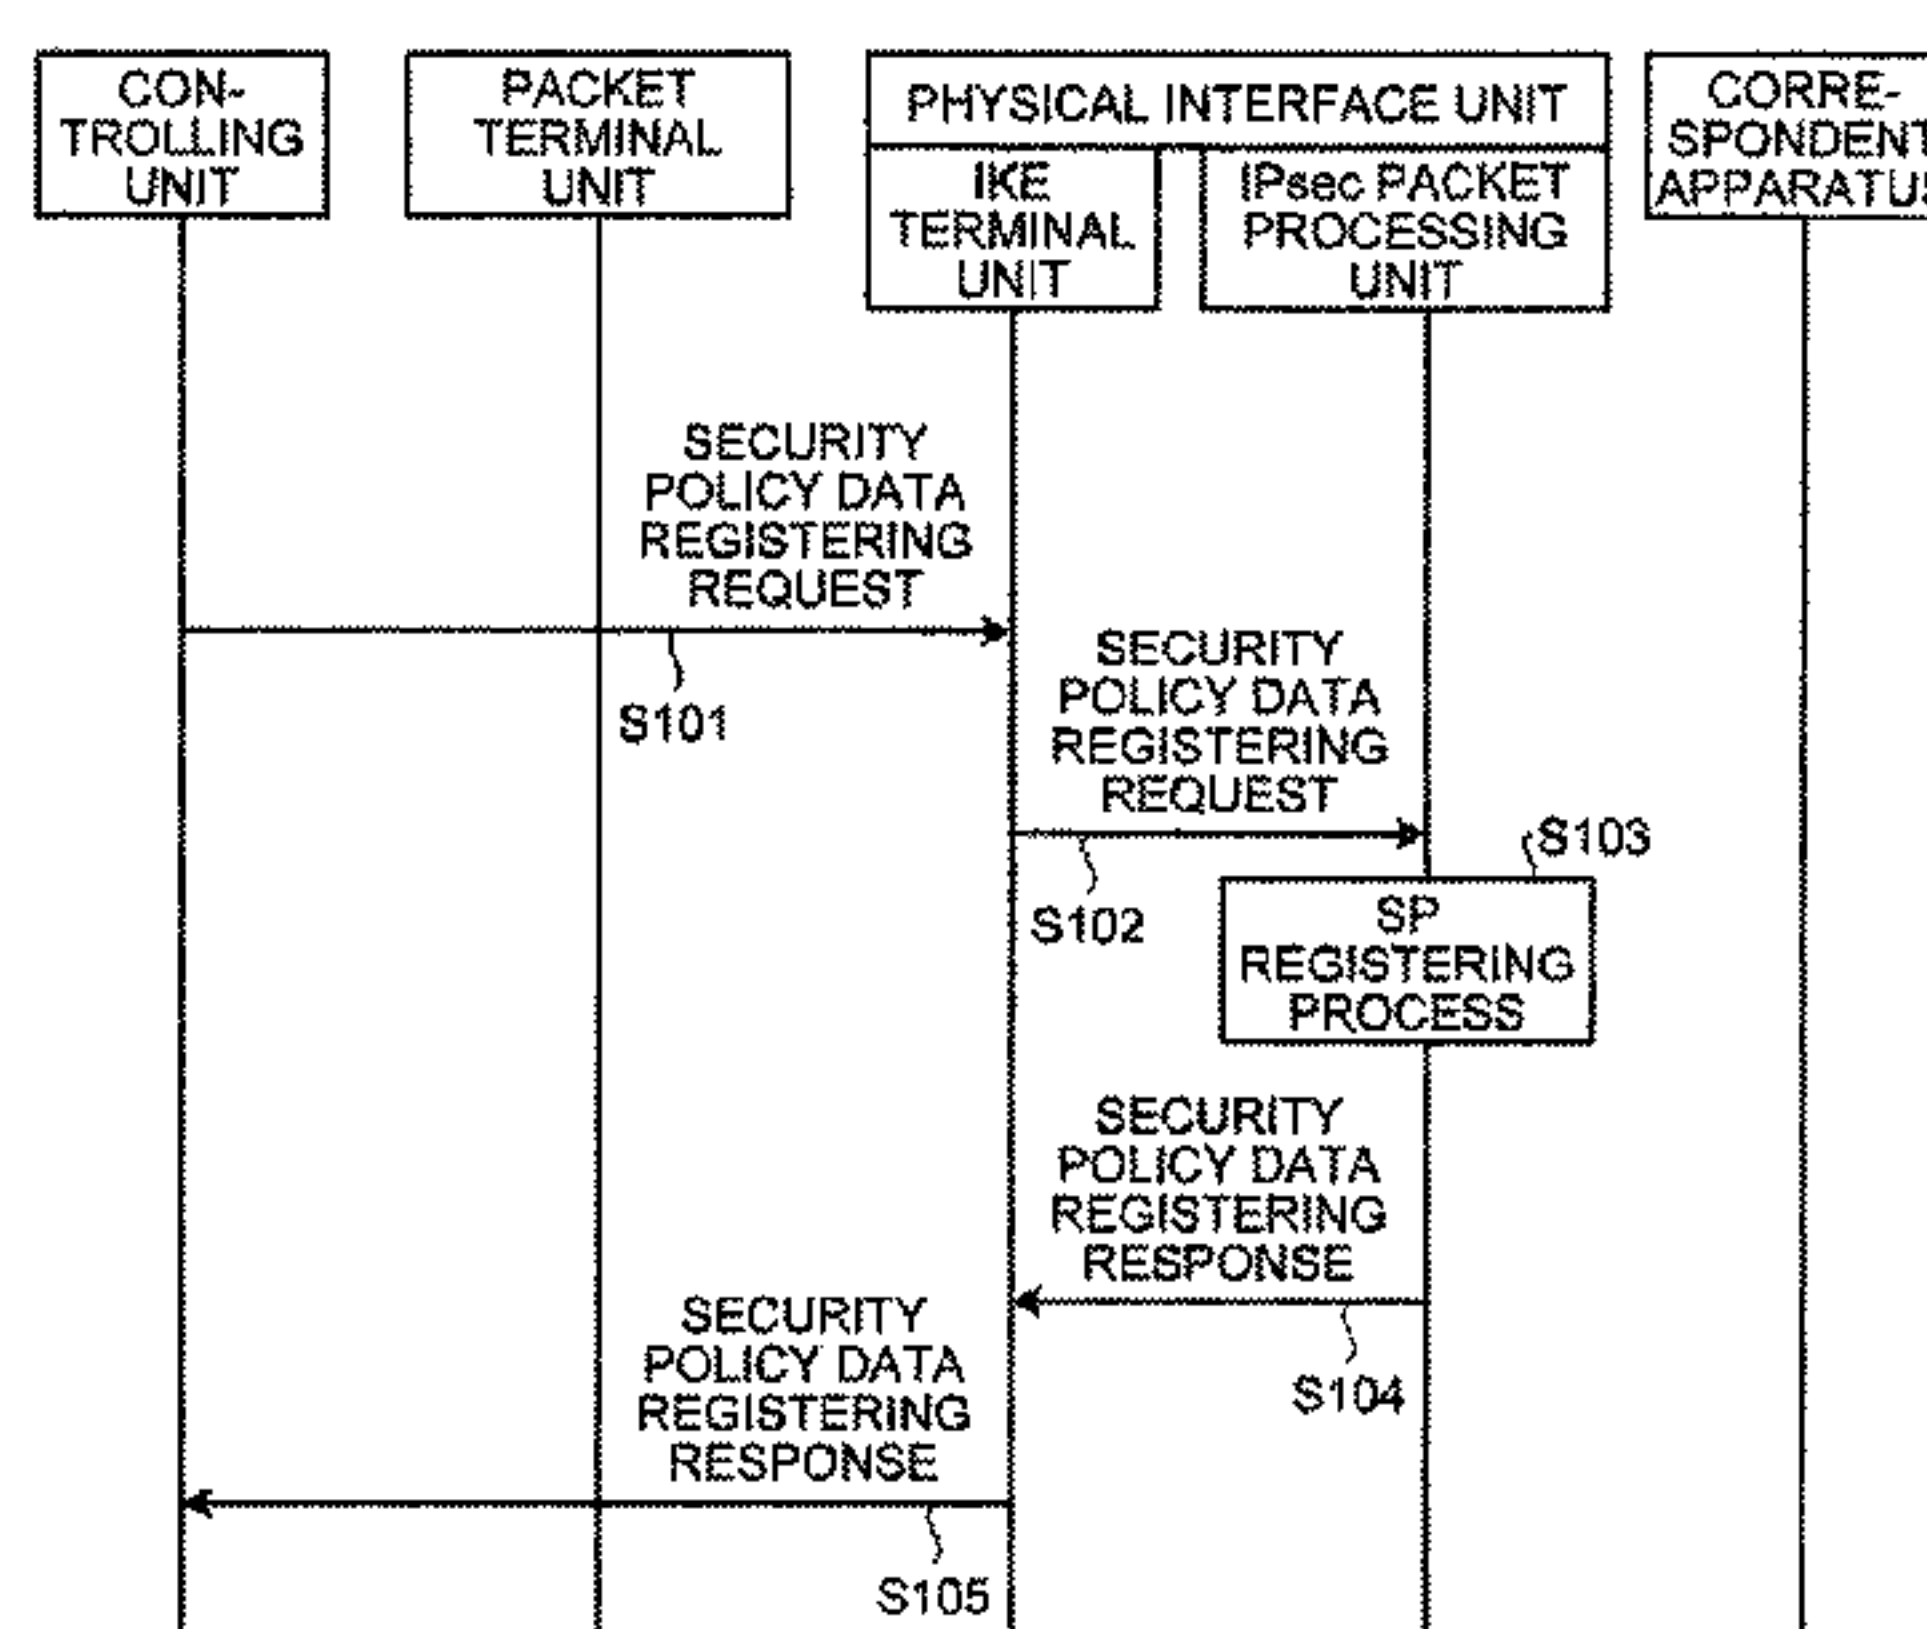 CON-
TROLLING
UNIT
PACKET
TERMINAL
UNIT
PHYSICAL INTERFACE UNIT
IKE
TERMINAL
UNIT
IPsec PACKET
PROCESSING
UNIT
CORRE-
SPONDENT
APPARATUS
SECURITY
POLICY DATA
REGISTERING
REQUEST
S101
SECURITY
POLICY DATA
REGISTERING
REQUEST
S102
S103
SP
REGISTERING
PROCESS
SECURITY
POLICY DATA
REGISTERING
RESPONSE
S104
SECURITY
POLICY DATA
REGISTERING
RESPONSE
S105